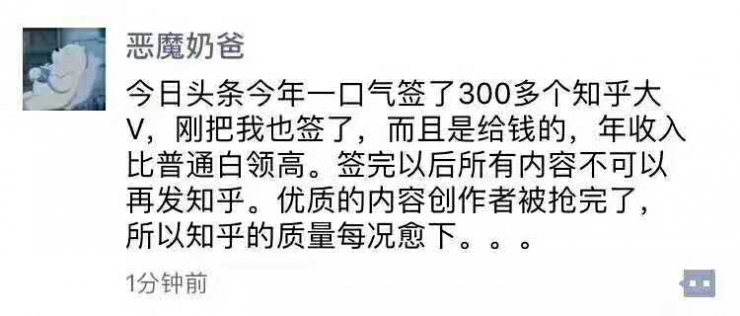 恶魔奶爸
今日头条今年一口气签了300多个知乎大
V，刚把我也签了，而且是给钱的，年收入
比普通白领高。签完以后所有内容不可以
再发知乎。优质的内容创作者被抢完了，
所以知乎的质量每况愈下。。。
1分钟前